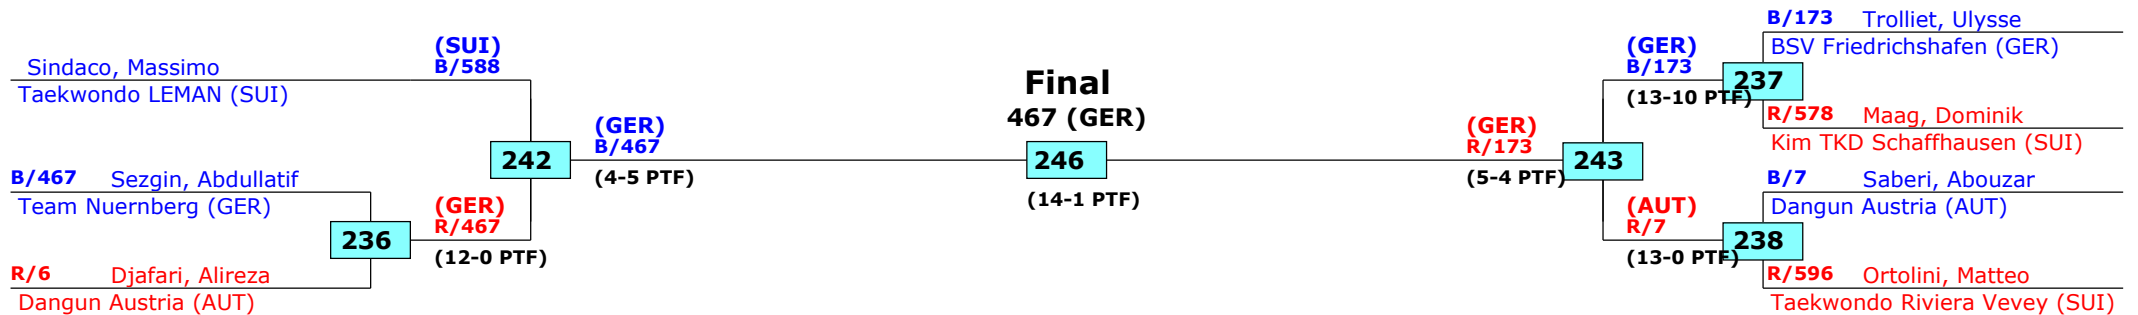 Sindaco, Massimo
Taekwondo LEMAN (SUI)
B/467 Sezgin, Abdullatif
Team Nuernberg (GER)
236
R/6 Djafari, Alireza
Dangun Austria (AUT)
(SUI)
B/588
242
(GER)
R/467
(12-0 PTF)
(GER)
B/467
(4-5 PTF)
Final
467 (GER)
246
(14-1 PTF)
(GER)
R/173
(5-4 PTF)
243
(GER)
B/173
(13-10 PTF)
(AUT)
R/7
(13-0 PTF)
B/173 Trolliet, Ulysse
BSV Friedrichshafen (GER)
237
R/578 Maag, Dominik
Kim TKD Schaffhausen (SUI)
B/7 Saberi, Abouzar
Dangun Austria (AUT)
238
R/596 Ortolini, Matteo
Taekwondo Riviera Vevey (SUI)